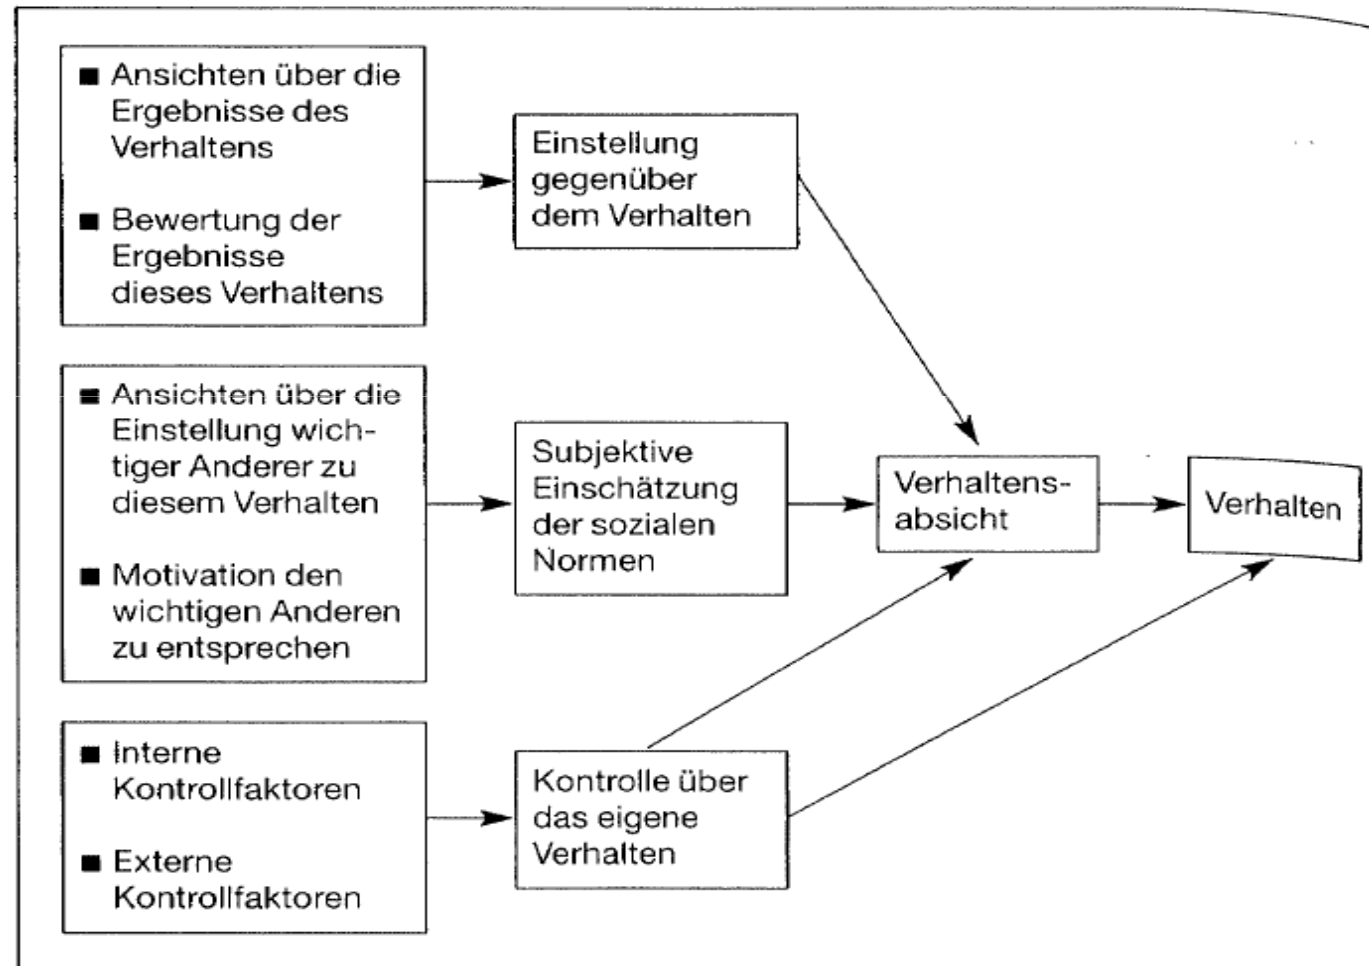 ■ Ansichten über die
Ergebnisse des
Verhaltens
■ Bewertung der
Ergebnisse
dieses Verhaltens
Einstellung
gegenüber
dem Verhalten
■ Ansichten über die
Einstellung wich-
tiger Anderer zu
diesem Verhalten
■ Motivation den
wichtigen Anderen
zu entsprechen
Subjektive
Einschätzung
der sozialen
Normen
Verhaltens-
absicht
Verhalten
■ Interne
Kontrollfaktoren
■ Externe
Kontrollfaktoren
Kontrolle über
das eigene
Verhalten